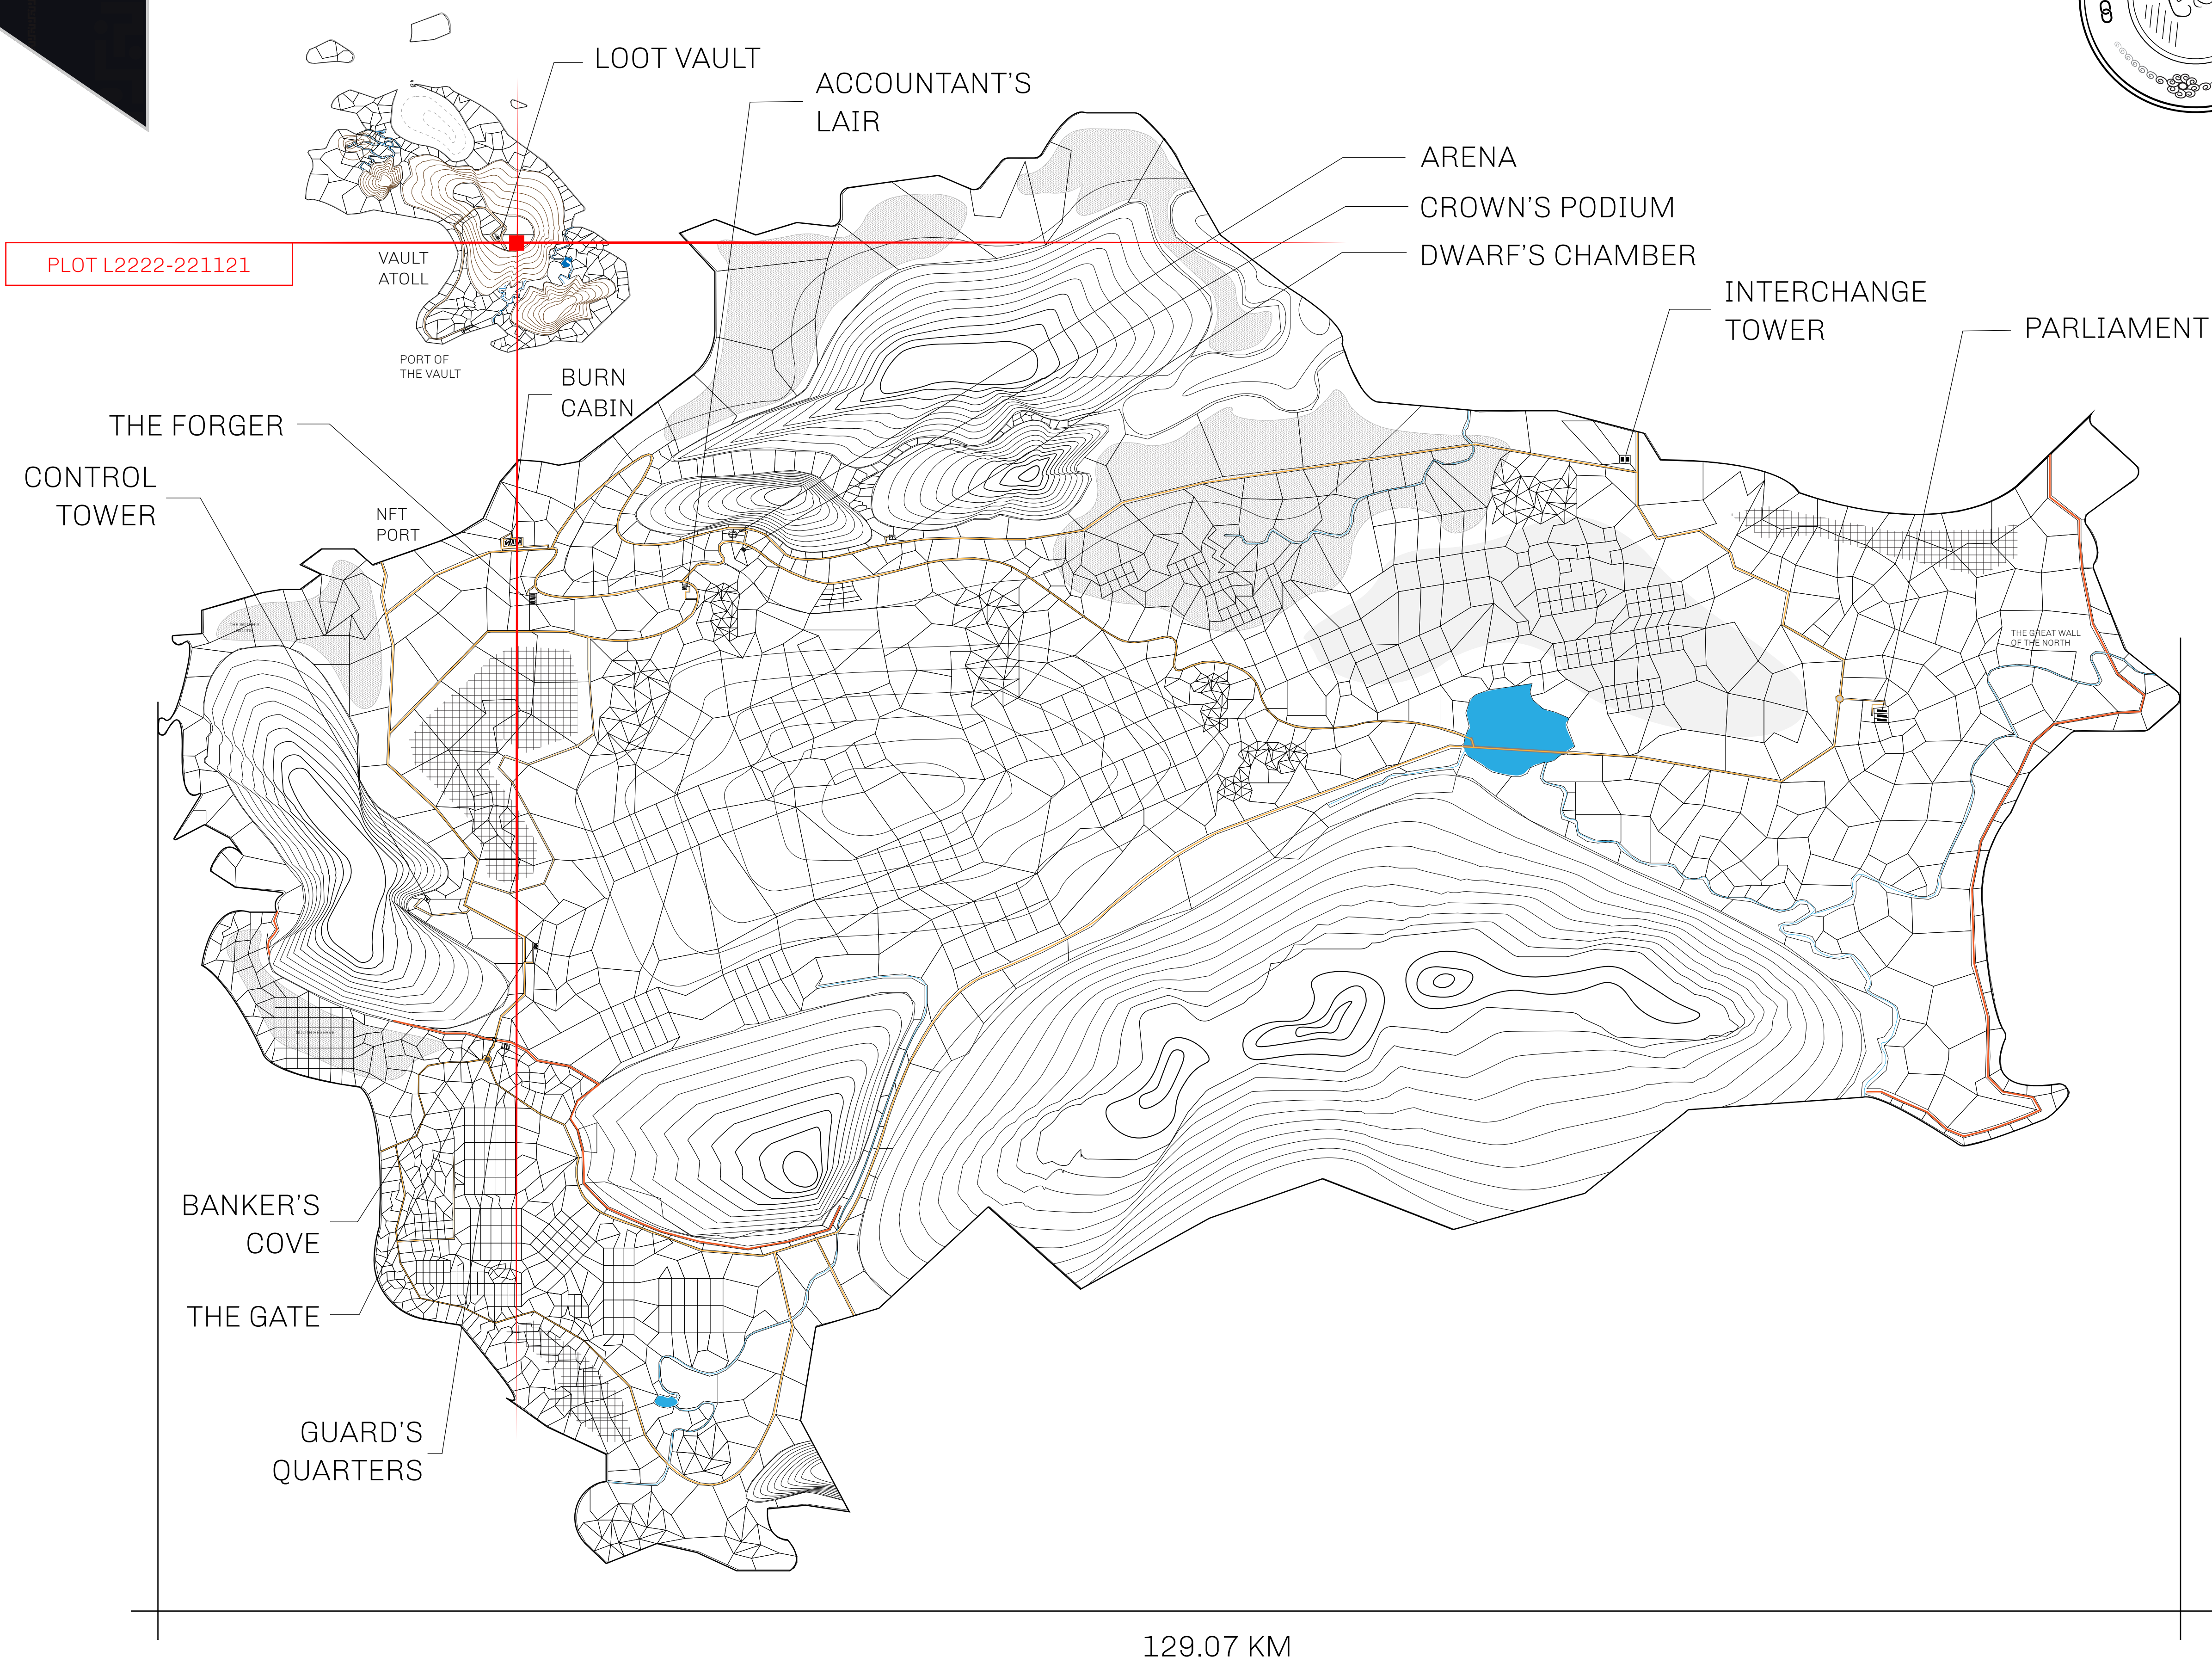 LOOT VAULT
ACCOUNTANT'S
LAIR
ARENA
CROWN'S PODIUM
DWARF'S CHAMBER
INTERCHANGE
TOWER
PARLIAMENT
PLOT L2222-221121
VAULT
ATOLL
PORT OF
THE VAULT
BURN
CABIN
THE FORGER
CONTROL
TOWER
NFT
PORT
THE GREAT WALL
OF THE NORTH
SOUTH RESERVE
BANKER'S
COVE
THE GATE
GUARD'S
QUARTERS
129.07 KM